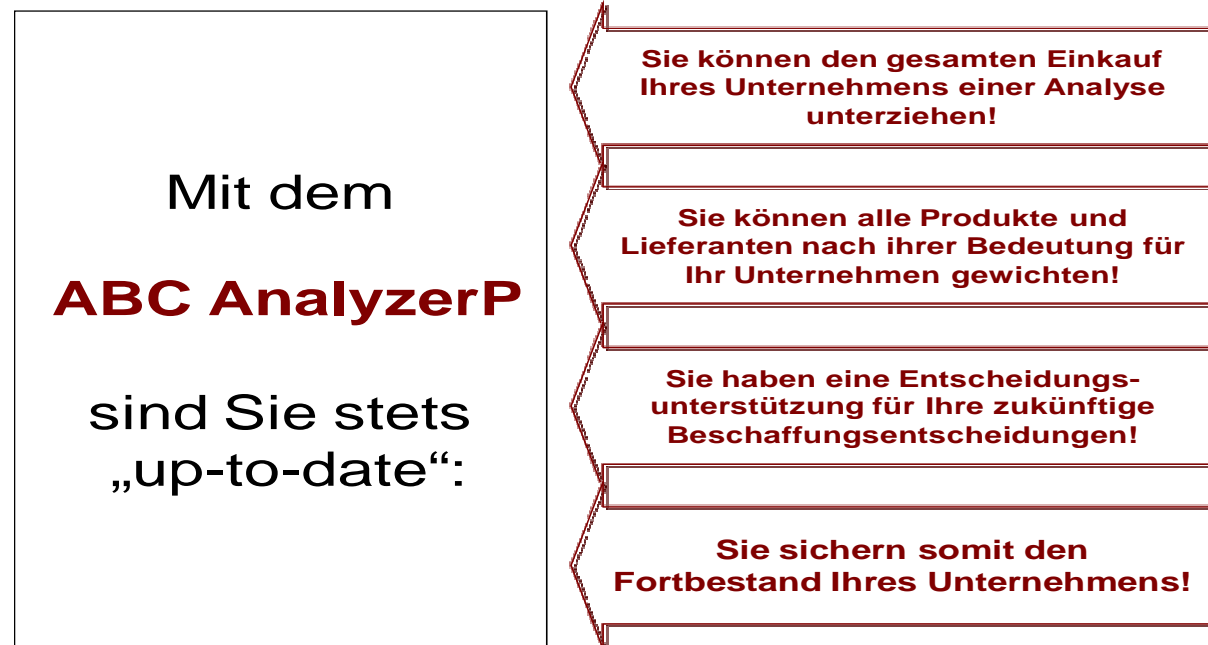 Mit dem
ABC AnalyzerP
sind Sie stets
„up-to-date“:
Sie können den gesamten Einkauf
Ihres Unternehmens einer Analyse
unterziehen!
Sie können alle Produkte und
Lieferanten nach ihrer Bedeutung für
Ihr Unternehmen gewichten!
Sie haben eine Entscheidungs-
unterstützung für Ihre zukünftige
Beschaffungsentscheidungen!
Sie sichern somit den
Fortbestand Ihres Unternehmens!